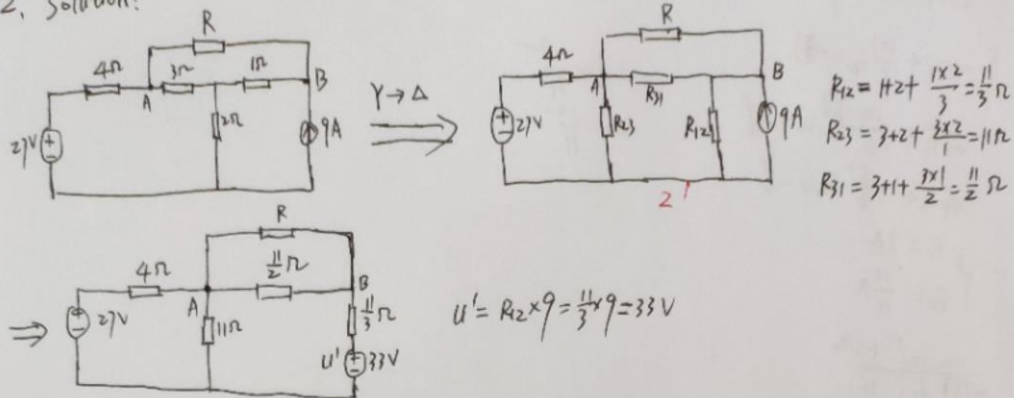 2. Solution:
R
4Ω 3Ω 1Ω
A B
27V + - 2Ω 9A
Y → Δ
R
4Ω
A B
R31
27V + - R23 R12 9A
2
R12 = 1+2+ 1×2/3 = 11/3 Ω
R23 = 3+2+ 3×2/1 = 11Ω
R31 = 3+1+ 3×1/2 = 11/2 Ω
R
11/2 Ω
4Ω
A B
27V + - 11Ω 11/3 Ω
u' + - 33V
u' = R12×9 = 11/3×9 = 33V